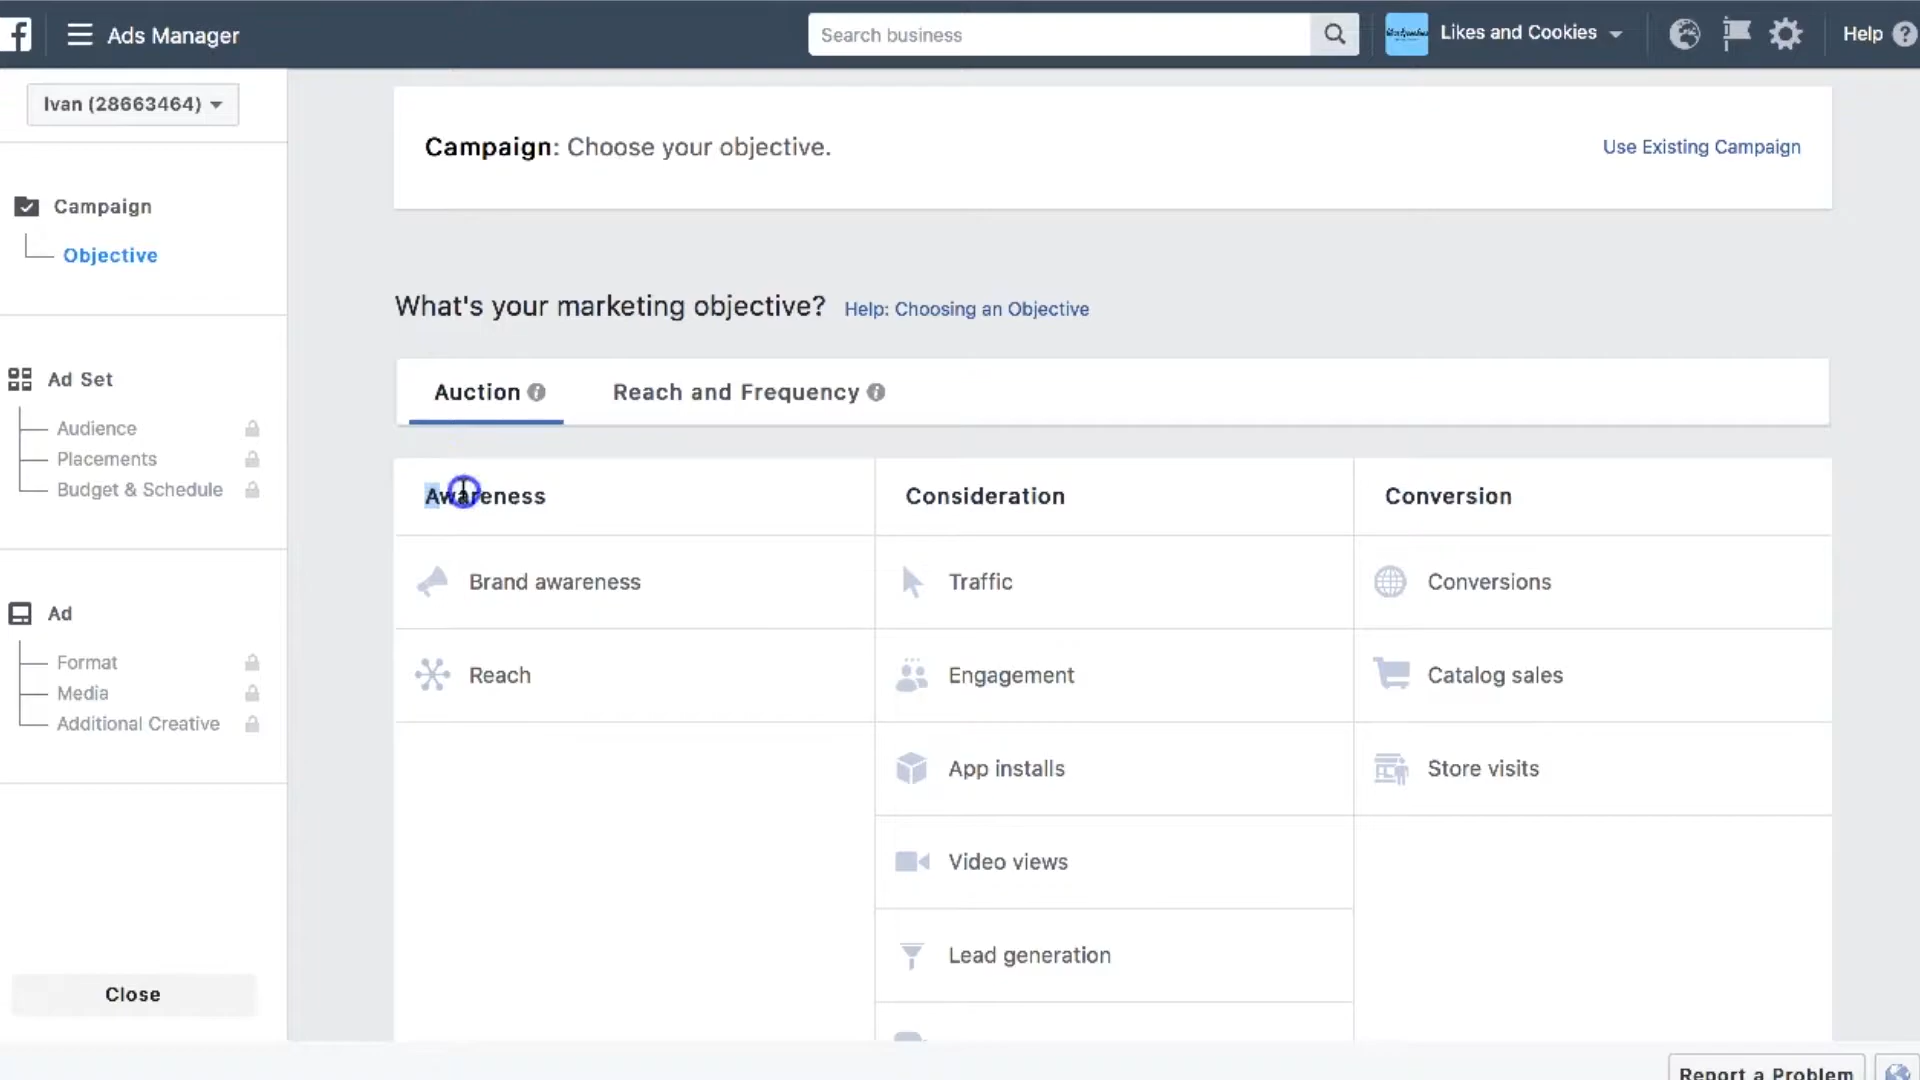 Ads Manager
Search business
Likes and Cookies
Help
Ivan (28663464)
Campaign
Objective
Ad Set
Audience
Placements
Budget & Schedule
Ad
Format
Media
Additional Creative
Close
Campaign: Choose your objective.
Use Existing Campaign
What's your marketing objective? Help: Choosing an Objective
Auction
Reach and Frequency
Awareness
Brand awareness
Reach
Consideration
Traffic
Engagement
App installs
Video views
Lead generation
Conversion
Conversions
Catalog sales
Store visits
Report a Problem